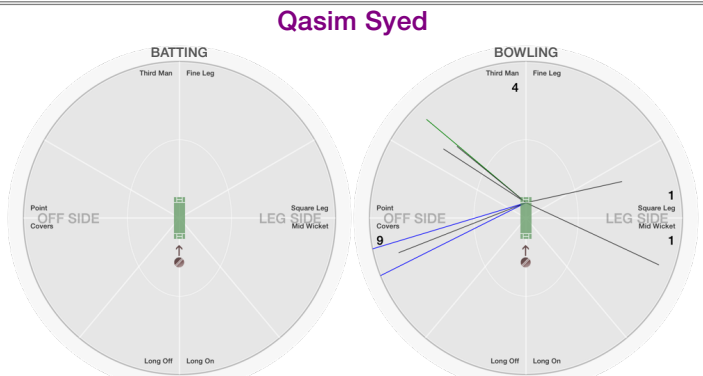 Qasim Syed
BATTING
Third Man Fine Leg
Point
OFF SIDE
Covers
Square Leg
LEG SIDE
Mid Wicket
Long Off Long On
BOWLING
Third Man Fine Leg
4
Point
OFF SIDE
Covers
9
1
Square Leg
LEG SIDE
Mid Wicket
1
Long Off Long On